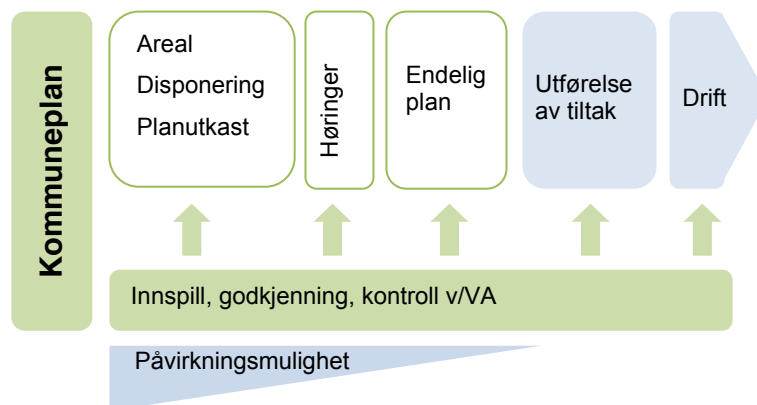 Kommuneplan
Areal
Disponering
Planutkast
Høringer
Endelig
plan
Utførelse
av tiltak
Drift
Innspill, godkjenning, kontroll v/VA
Påvirkningsmulighet